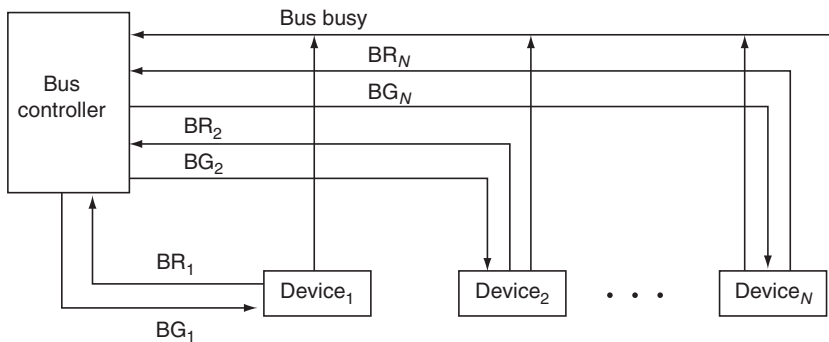 Bus busy
BR_N
Bus
controller
BG_N
BR_2
BG_2
BR_1
Device_1
Device_2
. . .
Device_N
BG_1